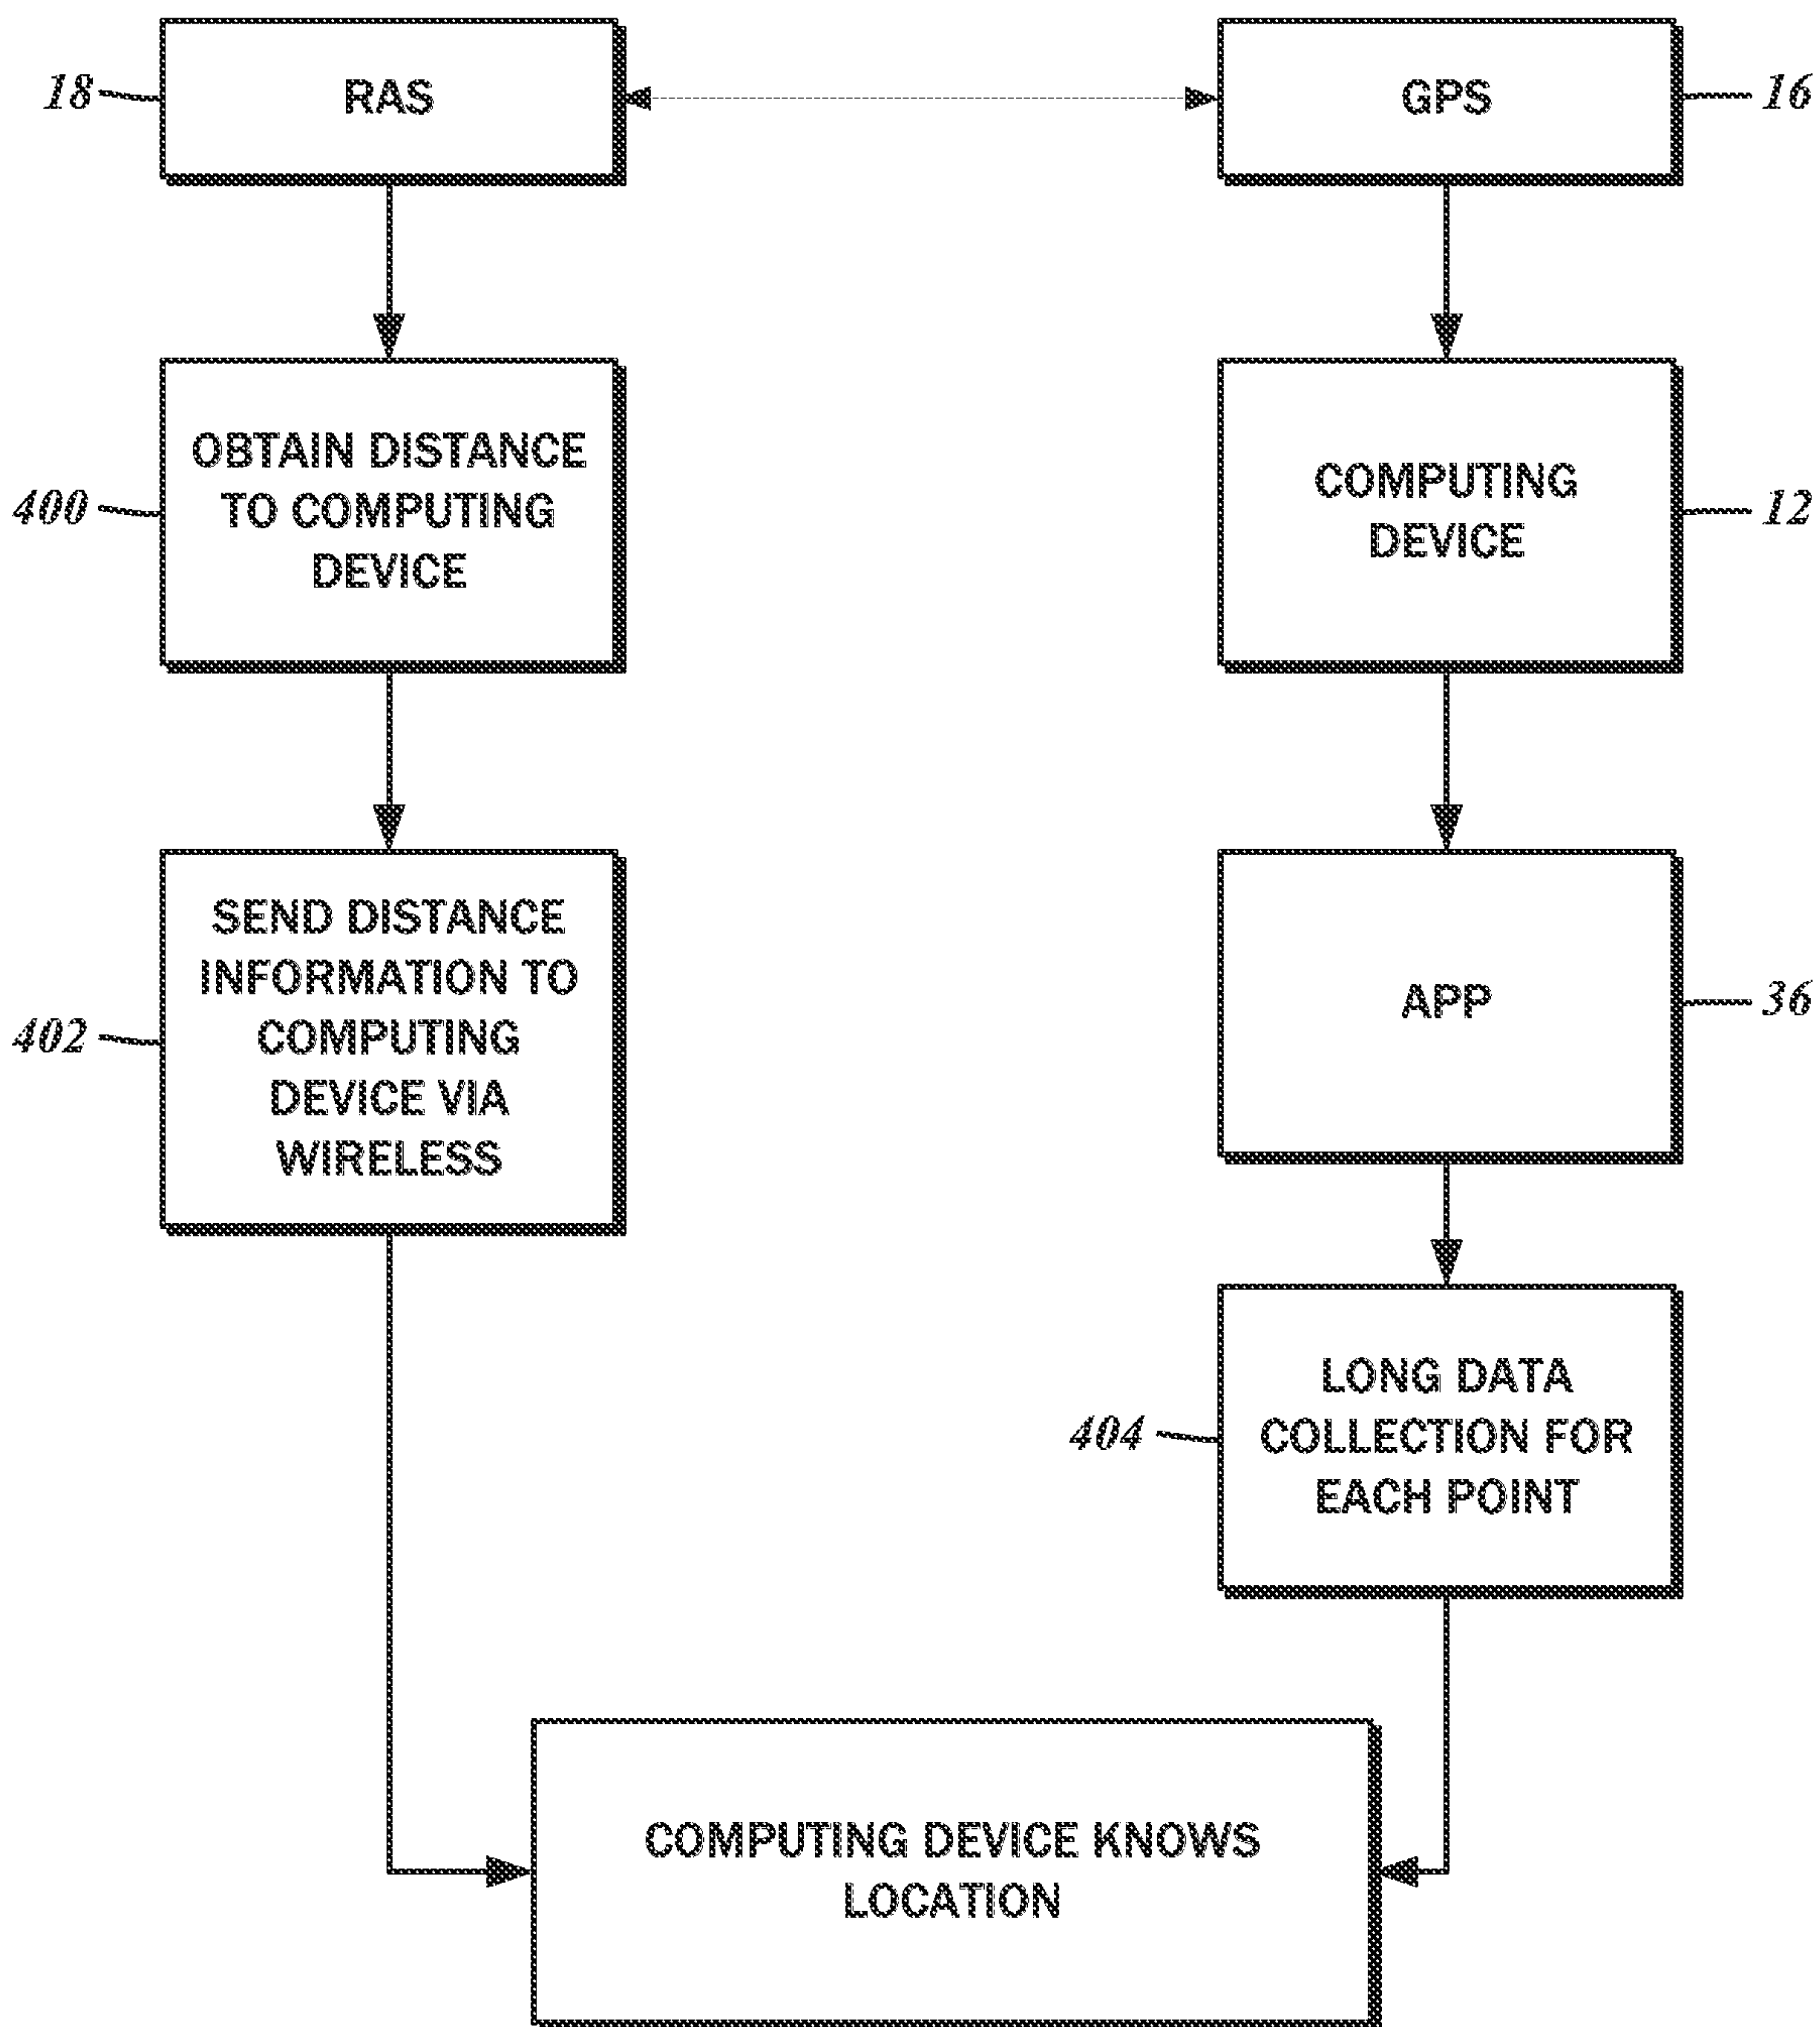 18
RAS
GPS
16
400
OBTAIN DISTANCE
TO COMPUTING
DEVICE
COMPUTING
DEVICE
12
402
SEND DISTANCE
INFORMATION TO
COMPUTING
DEVICE VIA
WIRELESS
APP
36
404
LONG DATA
COLLECTION FOR
EACH POINT
COMPUTING DEVICE KNOWS
LOCATION